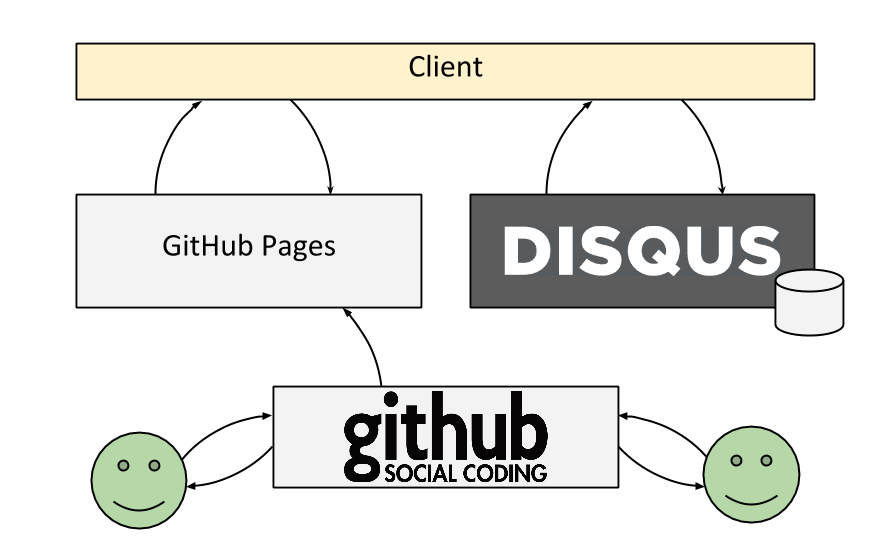 Client
GitHub Pages
DISQUS
github
SOCIAL CODING